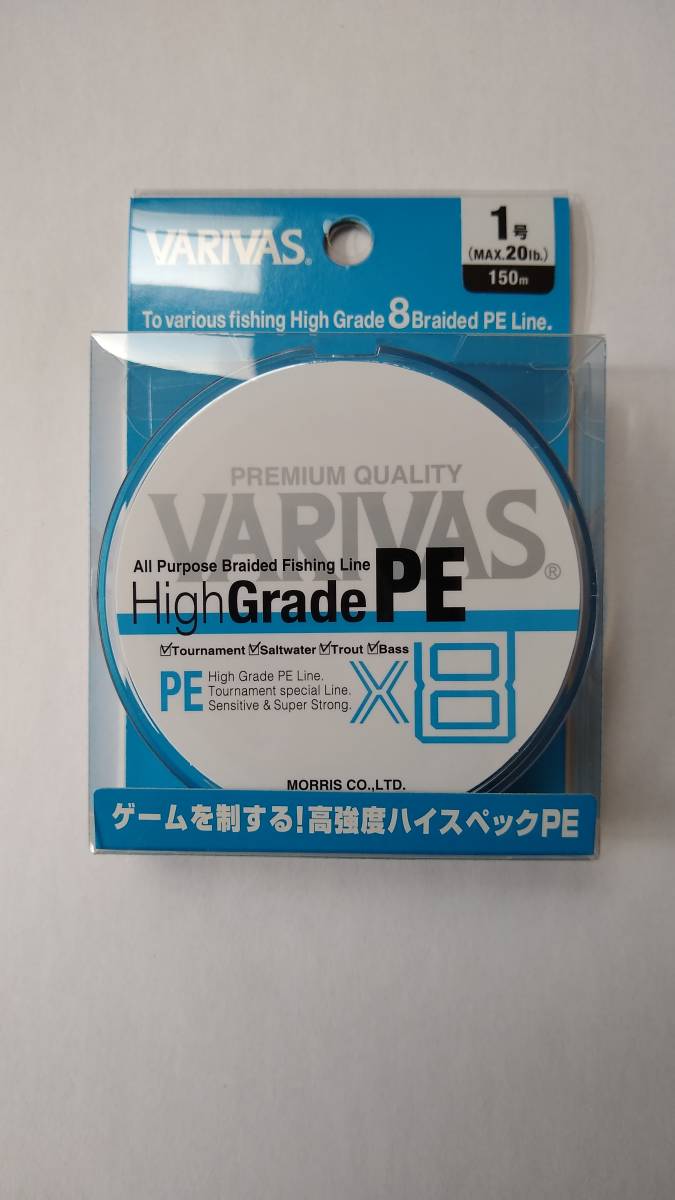 VARIVAS®
1号
(MAX.20lb.)
150m
To various fishing High Grade 8 Braided PE Line.
PREMIUM QUALITY
VARIVAS®
All Purpose Braided Fishing Line
HighGradePE
☑Tournament ☑Saltwater ☑Trout ☑Bass
PE
High Grade PE Line.
Tournament special Line.
Sensitive & Super Strong.
X8
MORRIS CO.,LTD.
ゲームを制する!高強度ハイスペックPE